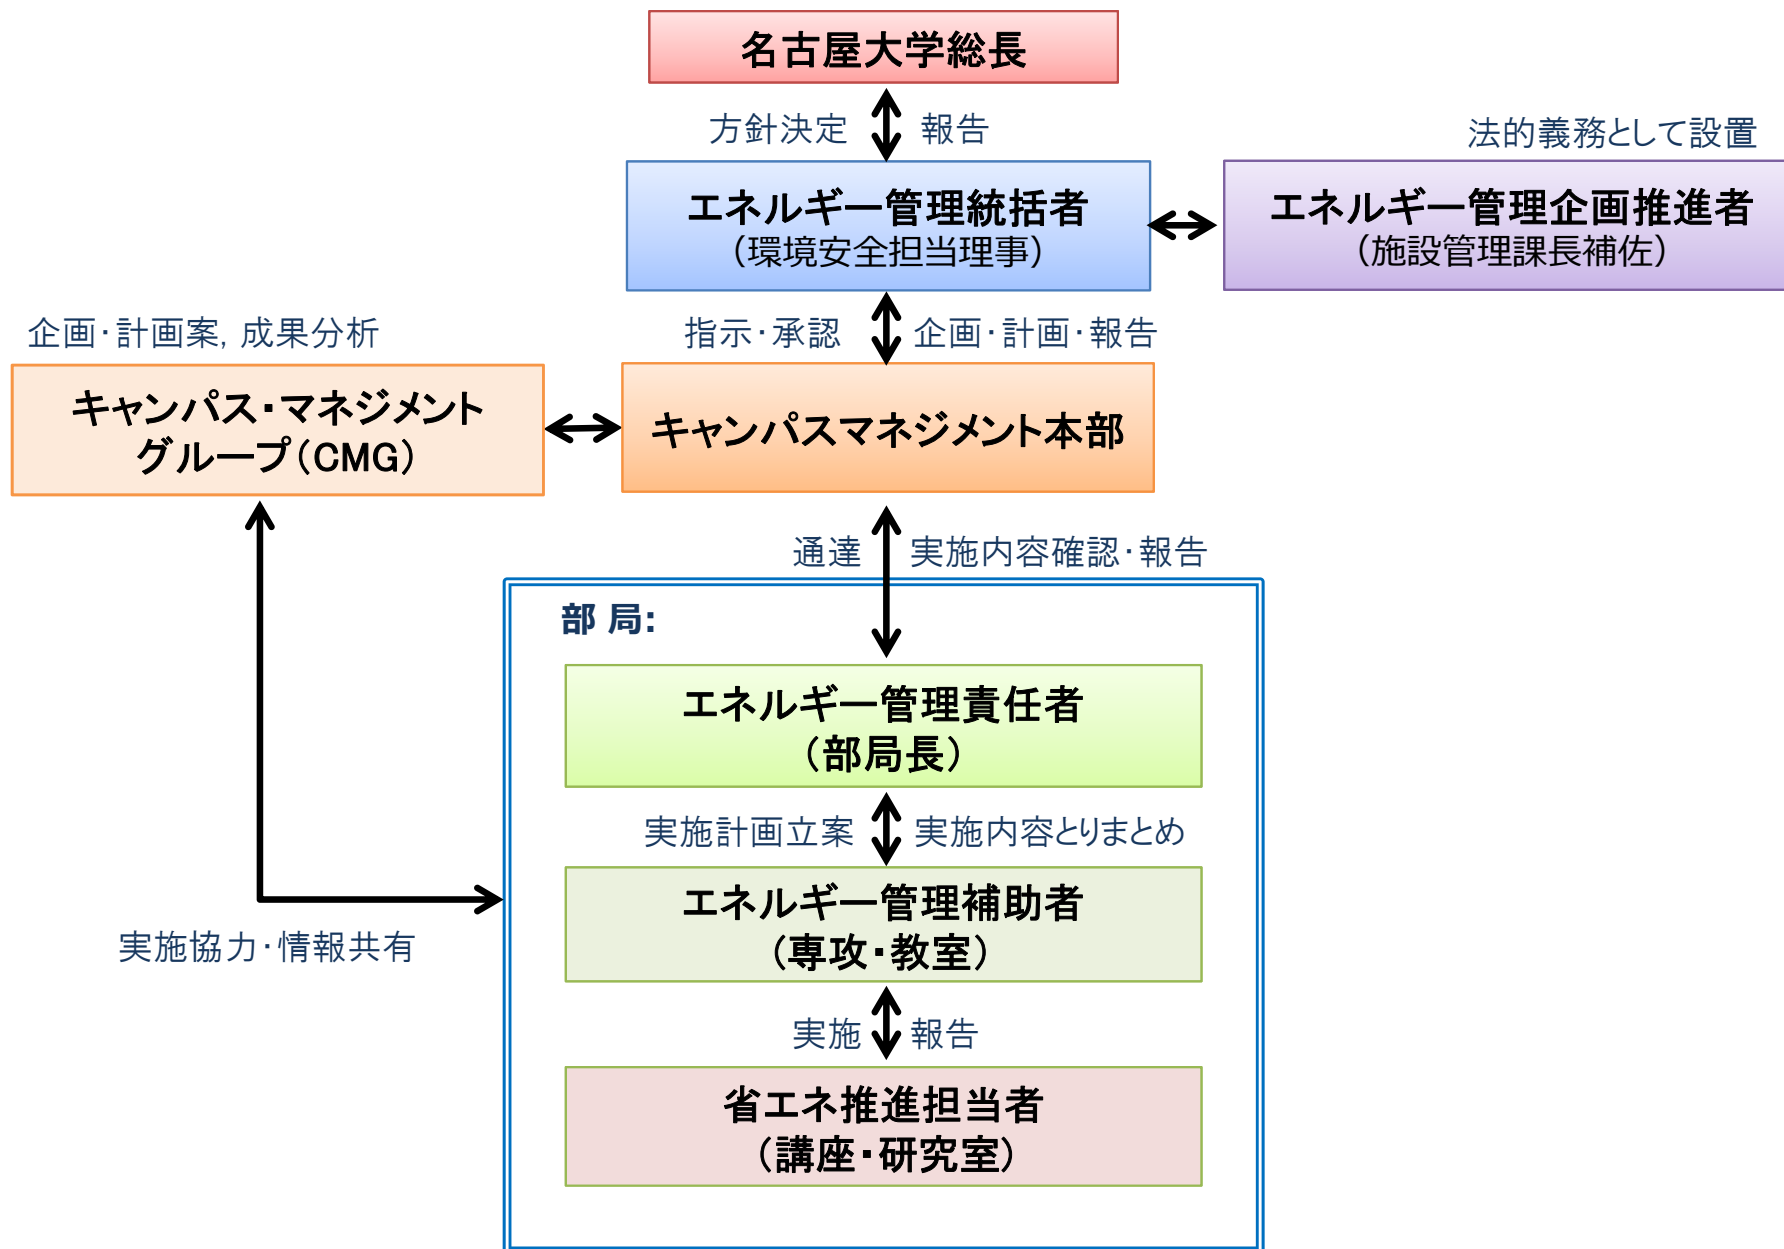 名古屋大学総長
方針決定
報告
法的義務として設置
エネルギー管理統括者
（環境安全担当理事）
エネルギー管理企画推進者
（施設管理課長補佐）
企画・計画案, 成果分析
指示・承認
企画・計画・報告
キャンパス・マネジメント
グループ（CMG）
キャンパスマネジメント本部
通達
実施内容確認・報告
部 局:
エネルギー管理責任者
（部局長）
実施計画立案
実施内容とりまとめ
エネルギー管理補助者
（専攻・教室）
実施協力・情報共有
実施
報告
省エネ推進担当者
（講座・研究室）